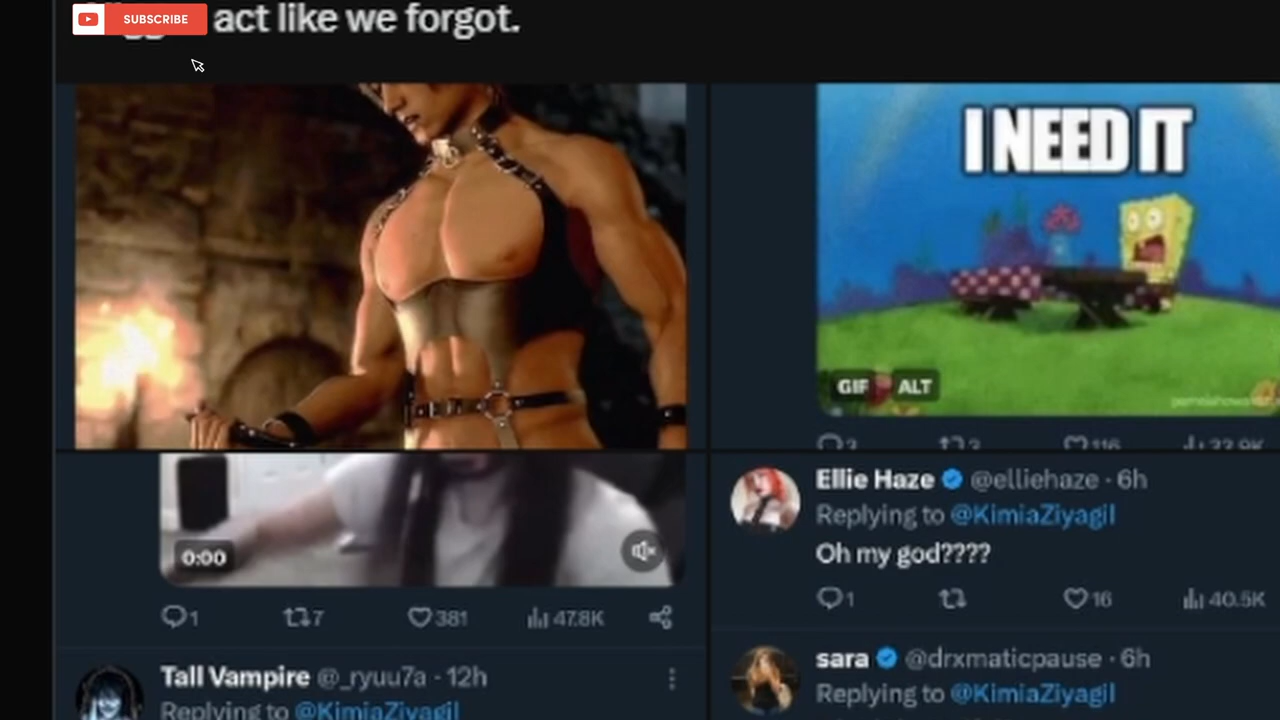 SUBSCRIBE
act like we forgot.
I NEED IT
GIF ALT
0:00
1 7 381 47.8K
Tall Vampire @_ryuu7a · 12h
Replying to @KimiaZiyagil
3 116
Ellie Haze @elliehaze · 6h
Replying to @KimiaZiyagil
Oh my god????
1 16 40.5K
sara @drxmaticpause · 6h
Replying to @KimiaZiyagil